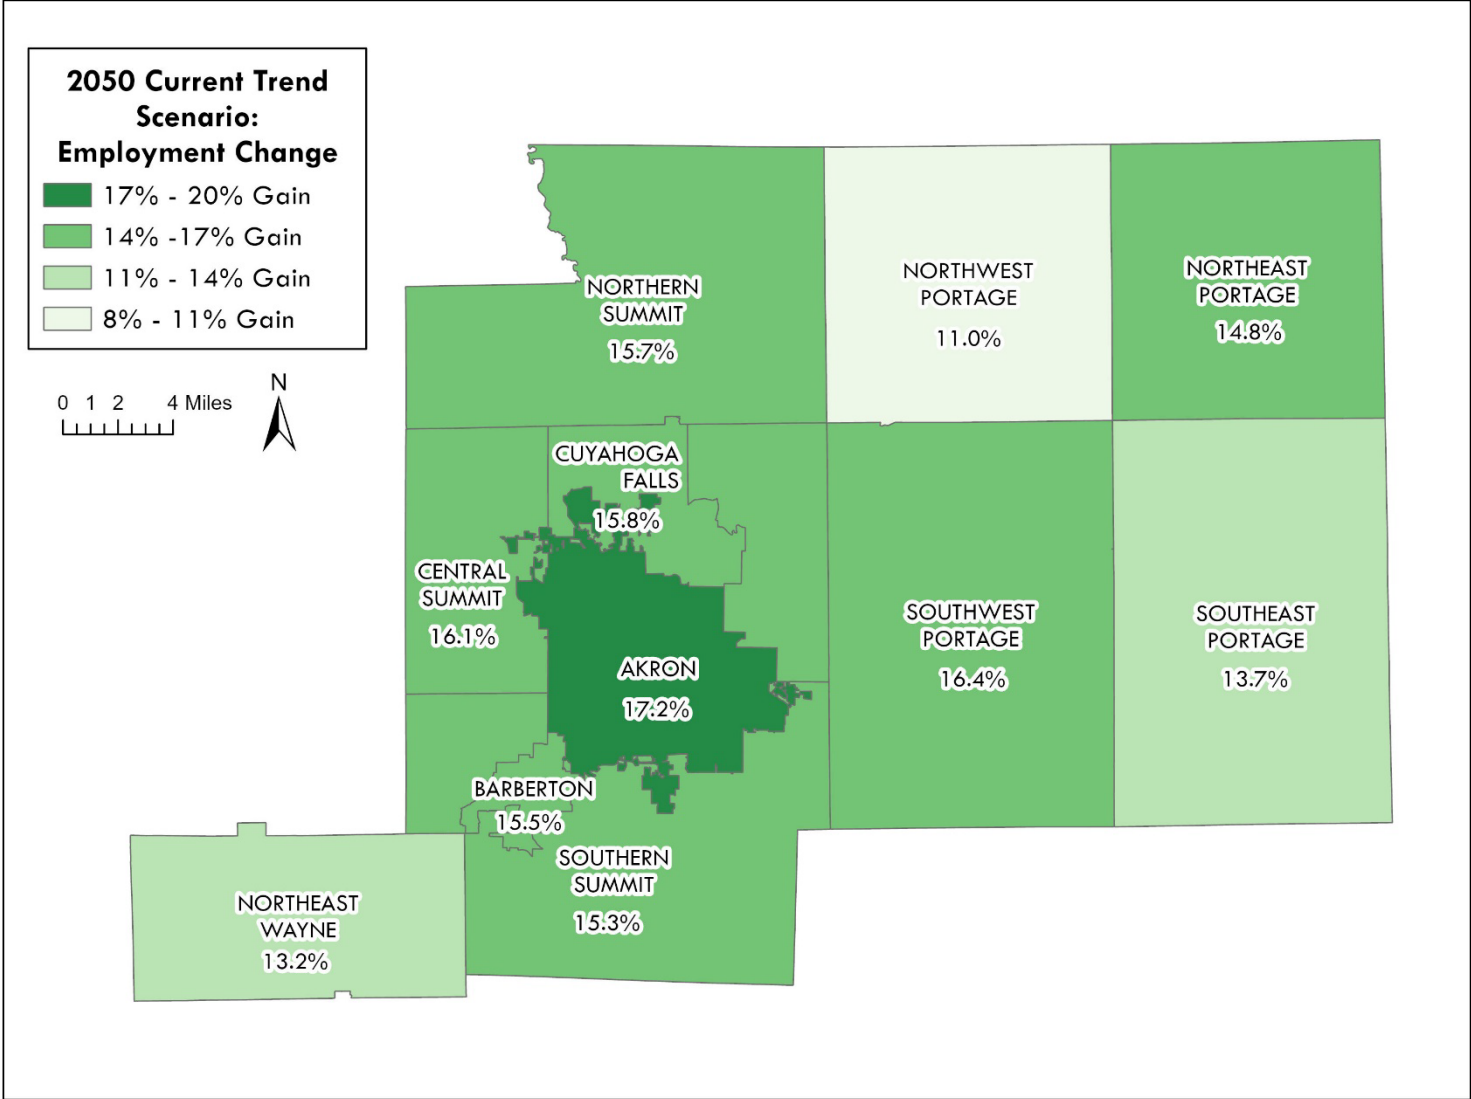 2050 Current Trend
Scenario:
Employment Change
17% - 20% Gain
14% -17% Gain
11% - 14% Gain
8% - 11% Gain
0 1 2 4 Miles
N
NORTHERN
SUMMIT
15.7%
NORTHWEST
PORTAGE
11.0%
NORTHEAST
PORTAGE
14.8%
CUYAHOGA
FALLS
15.8%
CENTRAL
SUMMIT
16.1%
AKRON
17.2%
SOUTHWEST
PORTAGE
16.4%
SOUTHEAST
PORTAGE
13.7%
BARBERTON
15.5%
SOUTHERN
SUMMIT
15.3%
NORTHEAST
WAYNE
13.2%